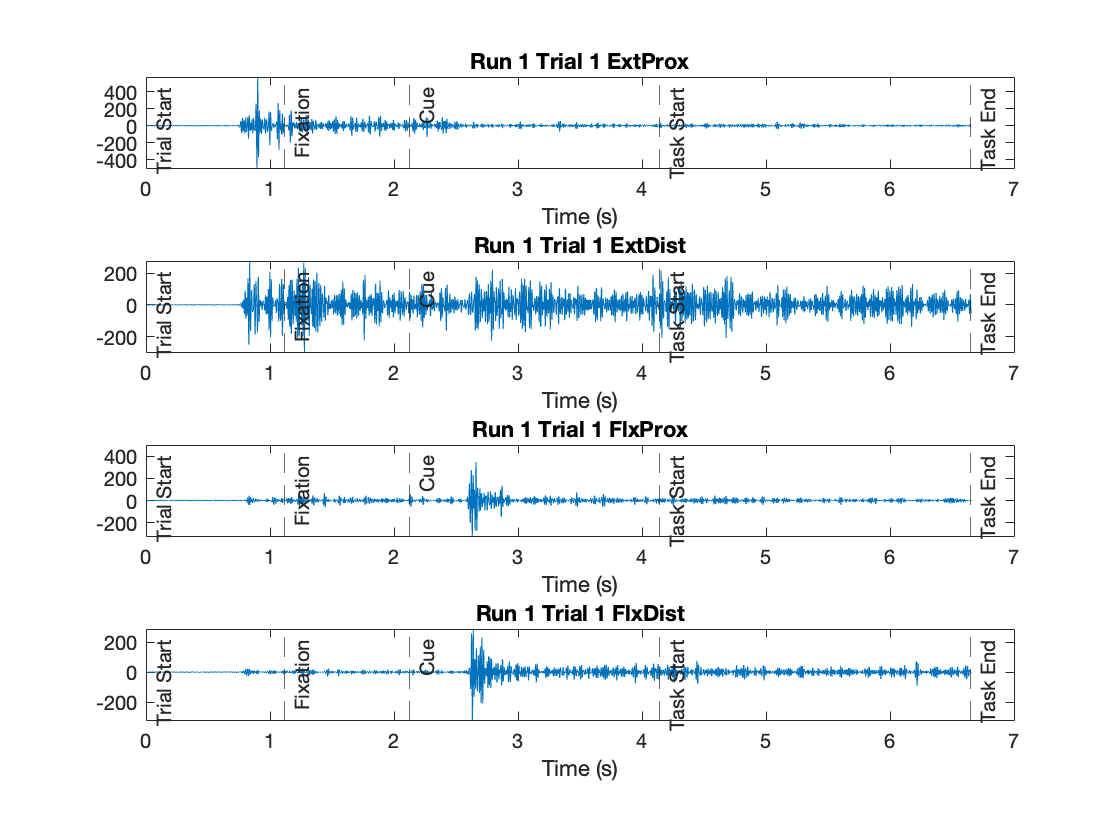 Run 1 Trial 1 ExtProx
400
200
0
-200
-400
Trial Start
Fixation
Cue
Task Start
Task End
0 1 2 3 4 5 6 7
Time (s)
Run 1 Trial 1 ExtDist
200
0
-200
Trial Start
Fixation
Cue
Task Start
Task End
0 1 2 3 4 5 6 7
Time (s)
Run 1 Trial 1 FlxProx
400
200
0
-200
Trial Start
Fixation
Cue
Task Start
Task End
0 1 2 3 4 5 6 7
Time (s)
Run 1 Trial 1 FlxDist
200
0
-200
Trial Start
Fixation
Cue
Task Start
Task End
0 1 2 3 4 5 6 7
Time (s)